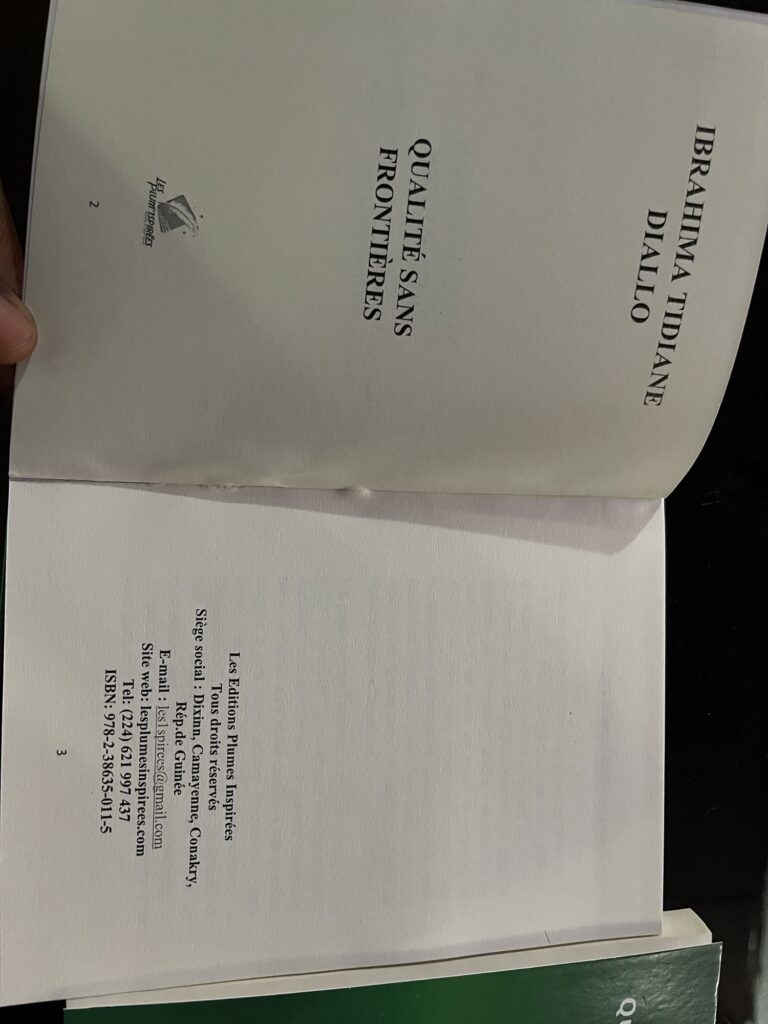 IBRAHIMA TIDIANE
DIALLO
QUALITÉ SANS
FRONTIÈRES
LES
2
Les Editions Plumes Inspirées
Tous droits réservés
Siège social : Dixinn, Camayenne, Conakry,
Rép.de Guinée
E-mail : les1spirees@gmail.com
Site web: lesplumesinspirees.com
Tel: (224) 621 997 437
ISBN: 978-2-38635-011-5
3